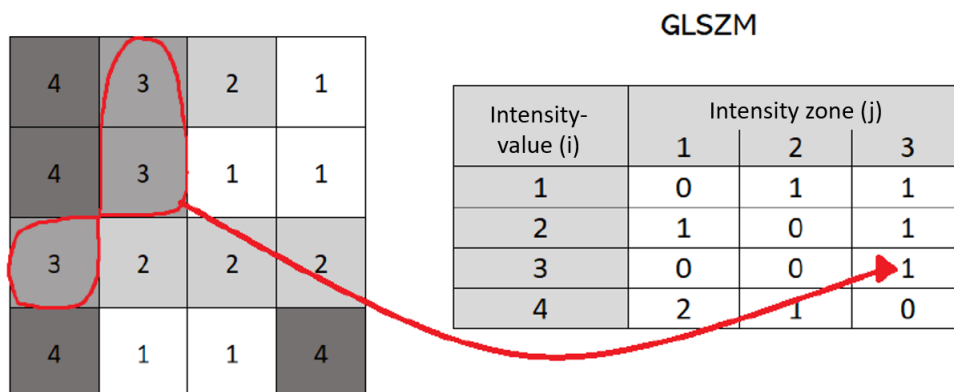 GLSZM
4 3 2 1
4 3 1 1
3 2 2 2
4 1 1 4
Intensity-
value (i)
Intensity zone (j)
1 2 3
1 0 1 1
2 1 0 1
3 0 0 1
4 2 1 0